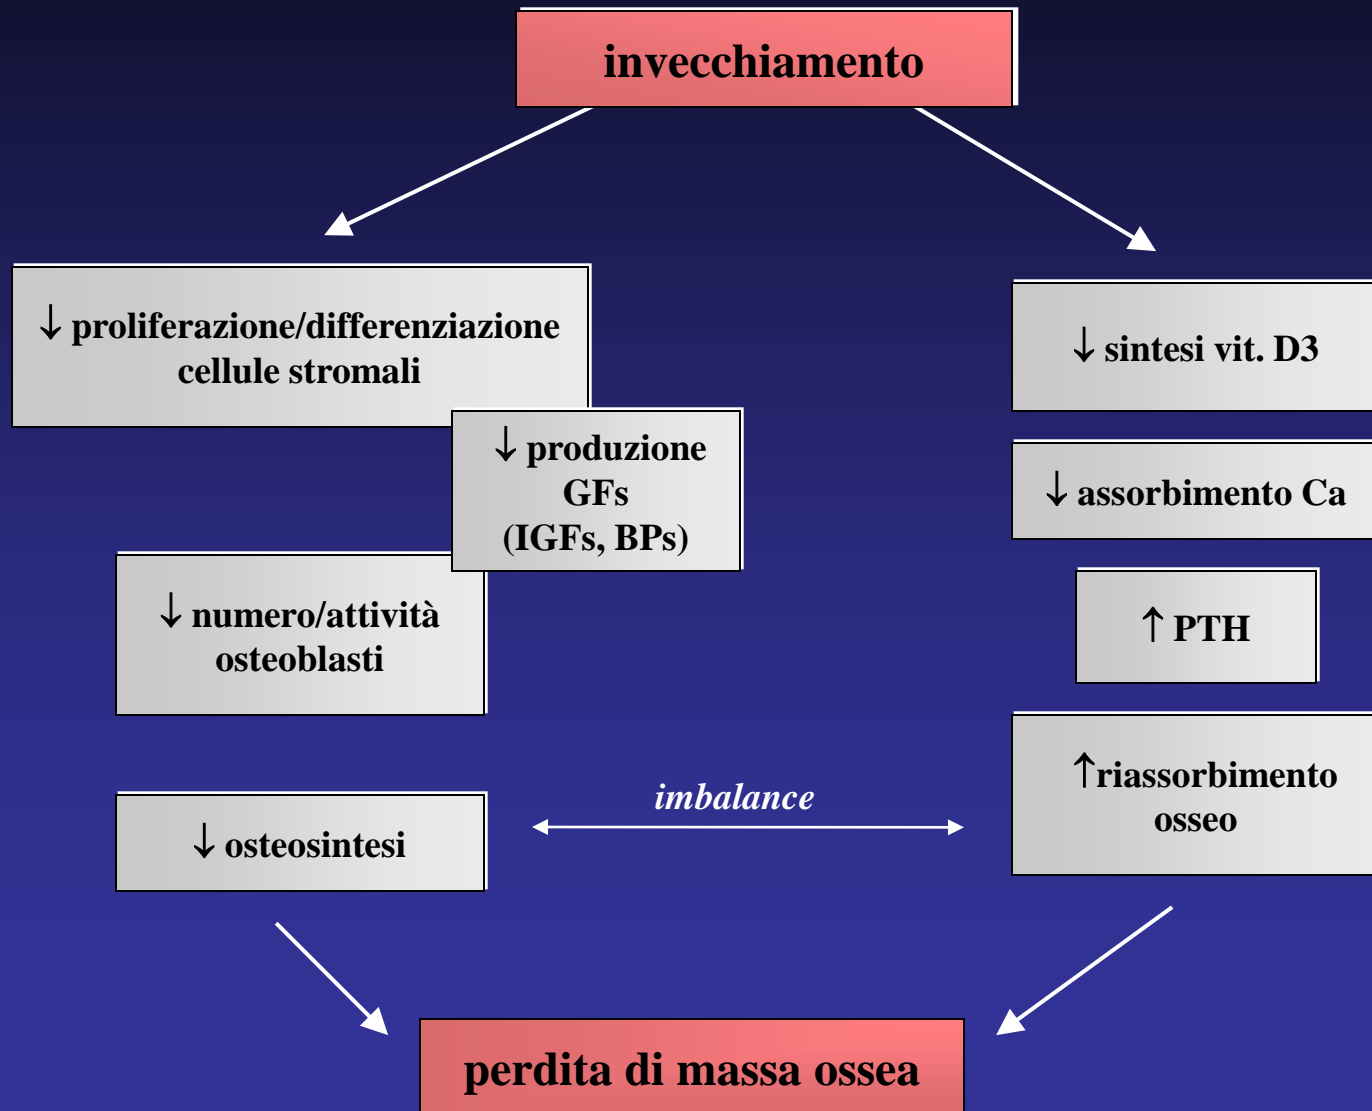 invecchiamento
↓ proliferazione/differenziazione
cellule stromali
↓ produzione
GFs
(IGFs, BPs)
↓ numero/attività
osteoblasti
↓ osteosintesi
imbalance
↓ sintesi vit. D3
↓ assorbimento Ca
↑ PTH
↑riassorbimento
osseo
perdita di massa ossea